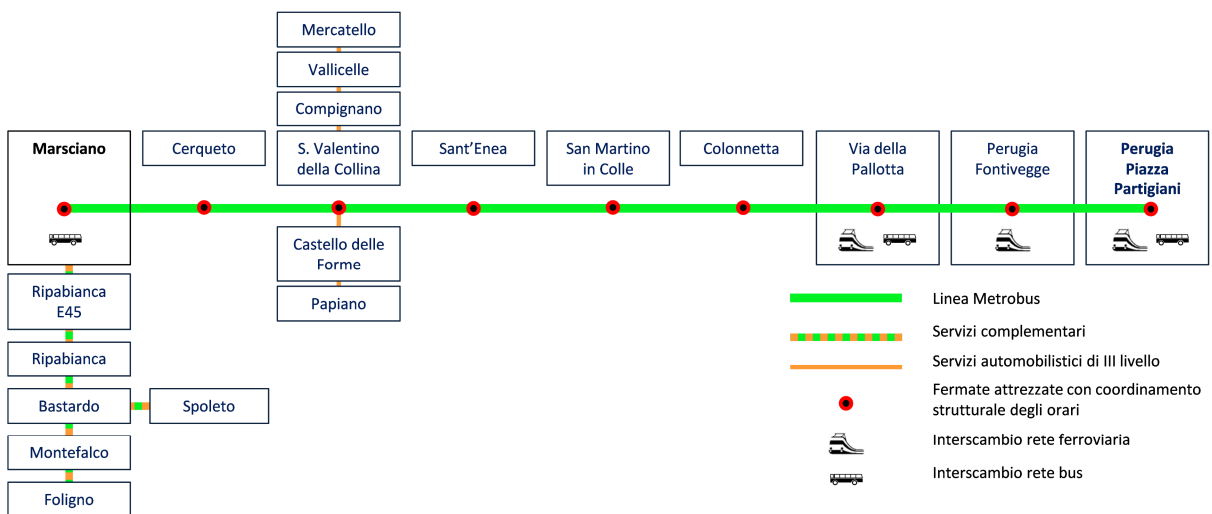 Mercatello
Vallicelle
Compignano
Marsciano
Cerqueto
S. Valentino
della Collina
Sant'Enea
San Martino
in Colle
Colonnetta
Via della
Pallotta
Perugia
Fontivegge
Perugia
Piazza
Partigiani
Castello delle
Forme
Papiano
Ripabianca
E45
Ripabianca
Bastardo
Spoleto
Montefalco
Foligno
Linea Metrobus
Servizi complementari
Servizi automobilistici di III livello
Fermate attrezzate con coordinamento
strutturale degli orari
Interscambio rete ferroviaria
Interscambio rete bus